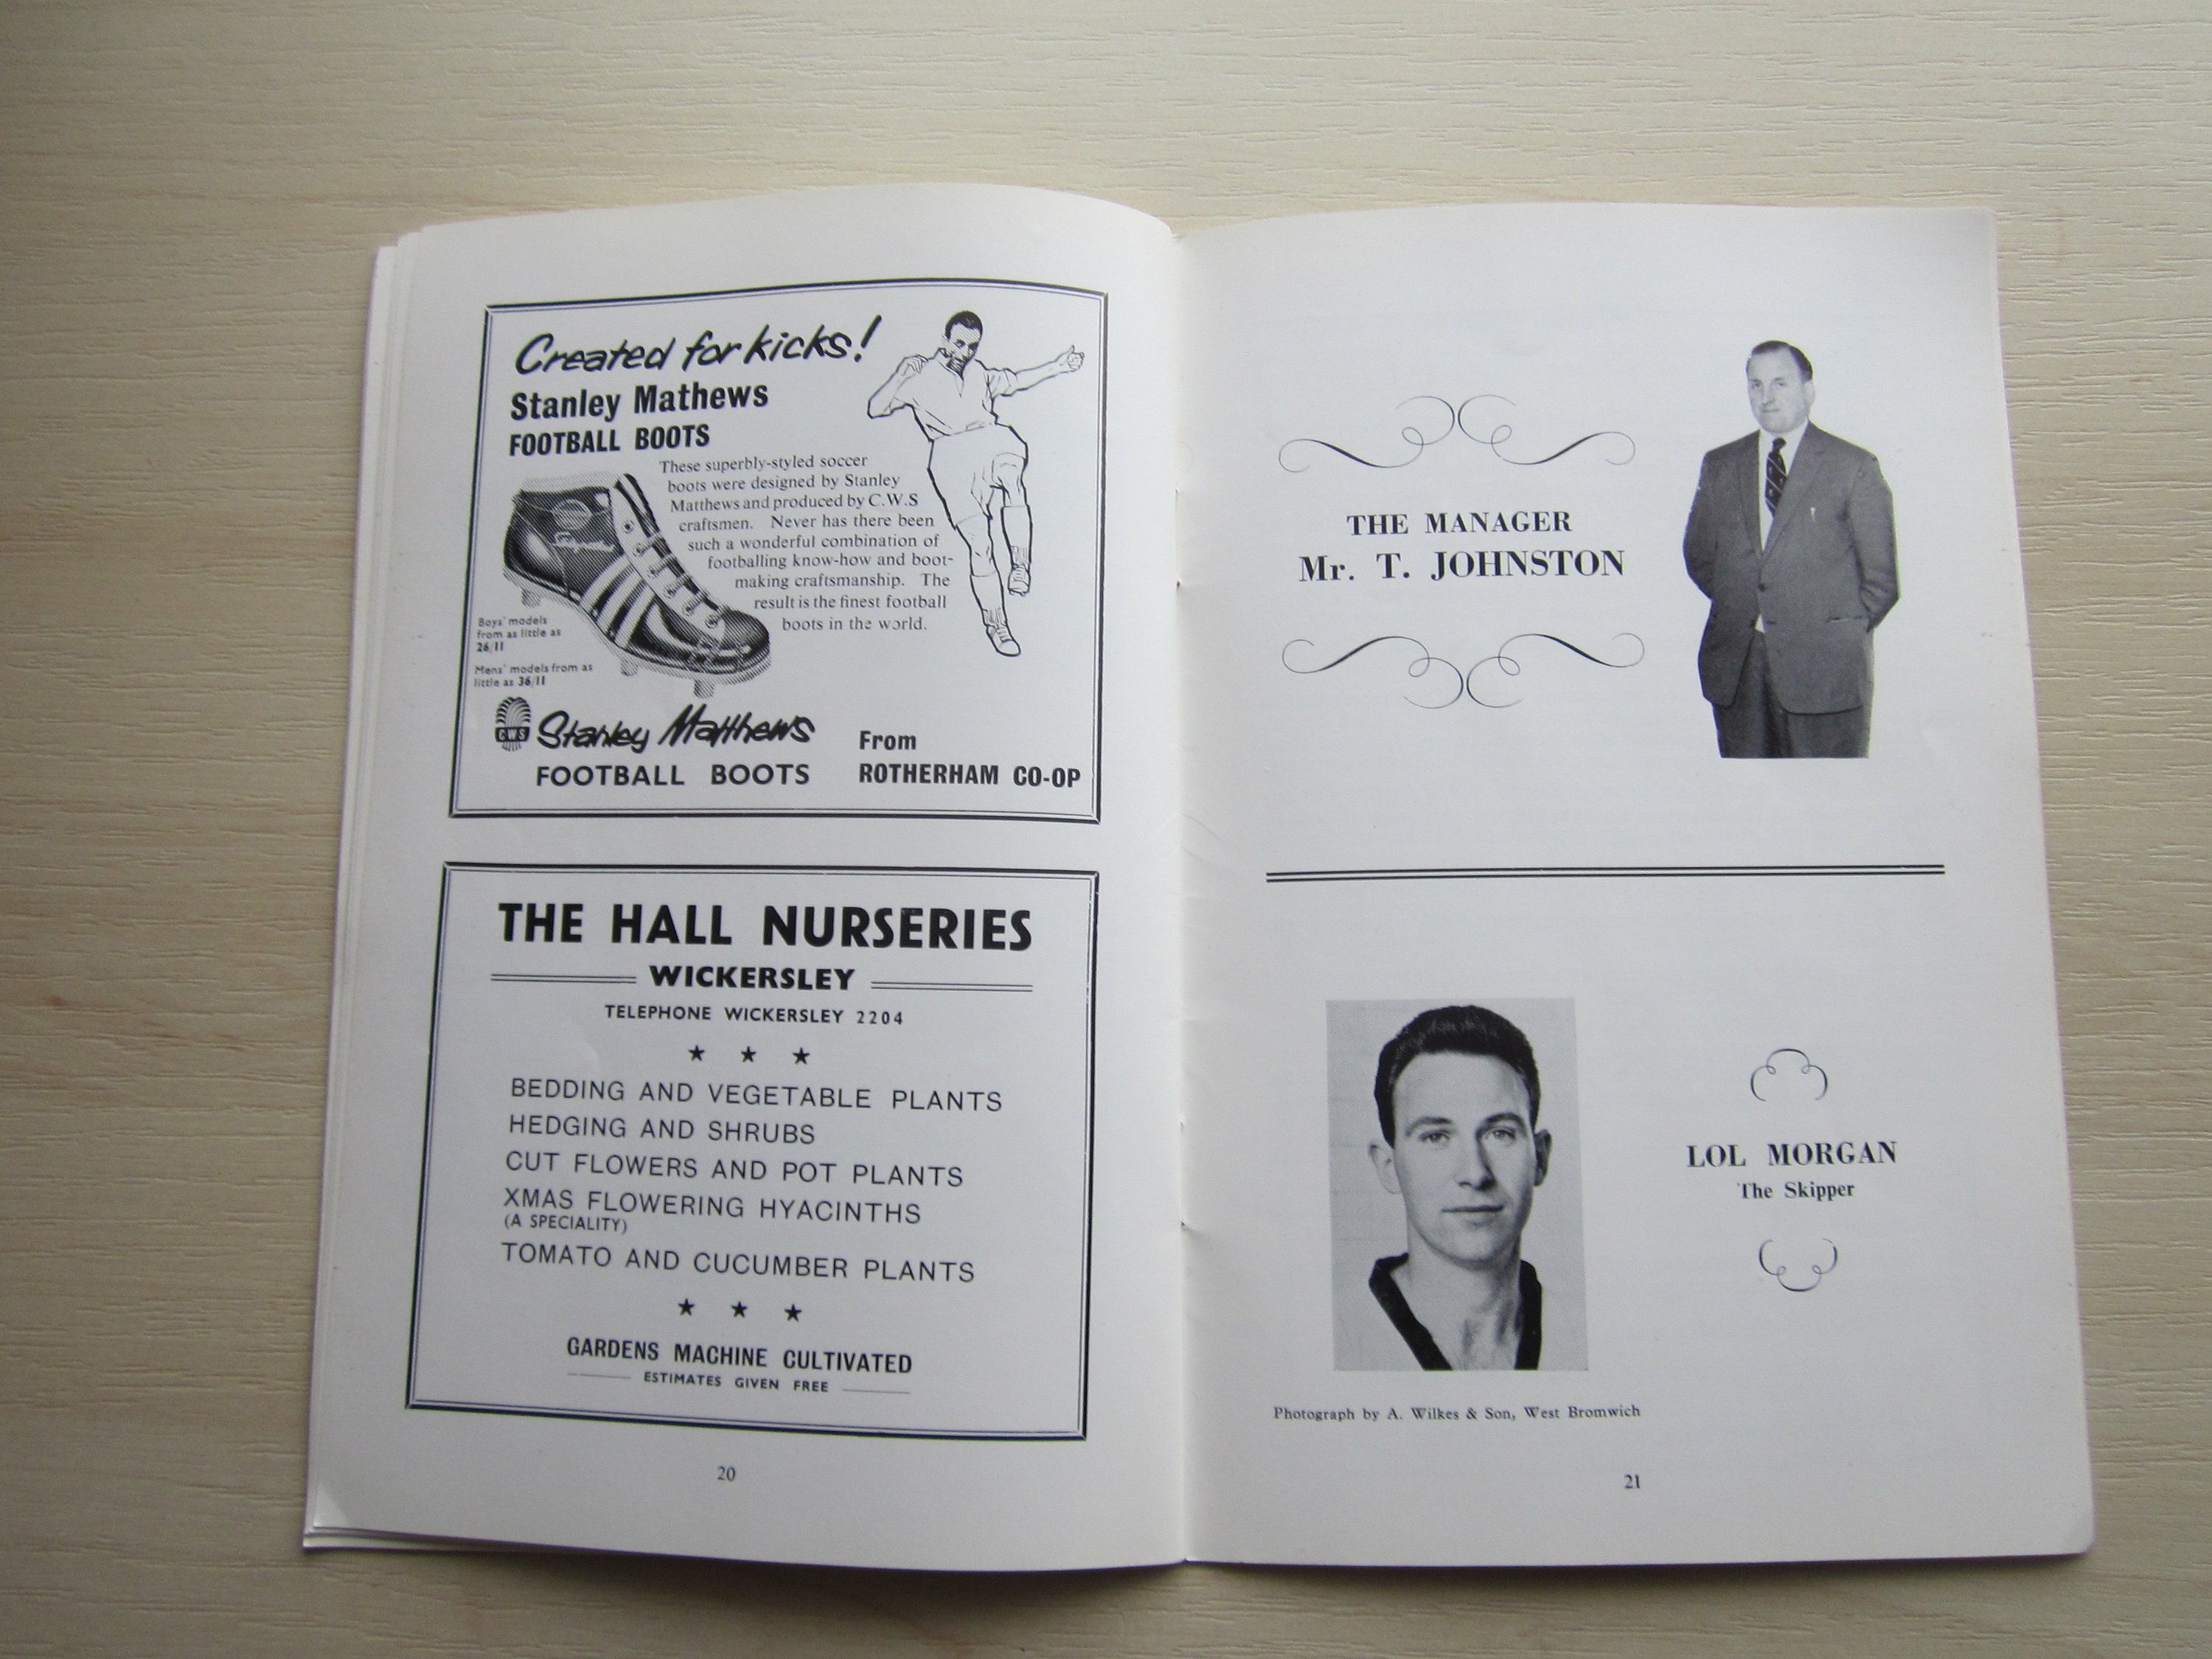 Created for kicks!
Stanley Mathews
FOOTBALL BOOTS
These superbly-styled soccer
boots were designed by Stanley
Matthews and produced by C.W.S
craftsmen. Never has there been
such a wonderful combination of
footballing know-how and boot-
making craftsmanship. The
result is the finest football
boots in the world.
Boys' models
from as little as
26/11
Mens' models from as
little as 36/11
CWS
Stanley Matthews
FOOTBALL BOOTS
From
ROTHERHAM CO-OP
THE HALL NURSERIES
WICKERSLEY
TELEPHONE WICKERSLEY 2204
★ ★ ★
BEDDING AND VEGETABLE PLANTS
HEDGING AND SHRUBS
CUT FLOWERS AND POT PLANTS
XMAS FLOWERING HYACINTHS
(A SPECIALITY)
TOMATO AND CUCUMBER PLANTS
★ ★ ★
GARDENS MACHINE CULTIVATED
ESTIMATES GIVEN FREE
20
THE MANAGER
Mr. T. JOHNSTON
LOL MORGAN
The Skipper
Photograph by A. Wilkes & Son, West Bromwich
21